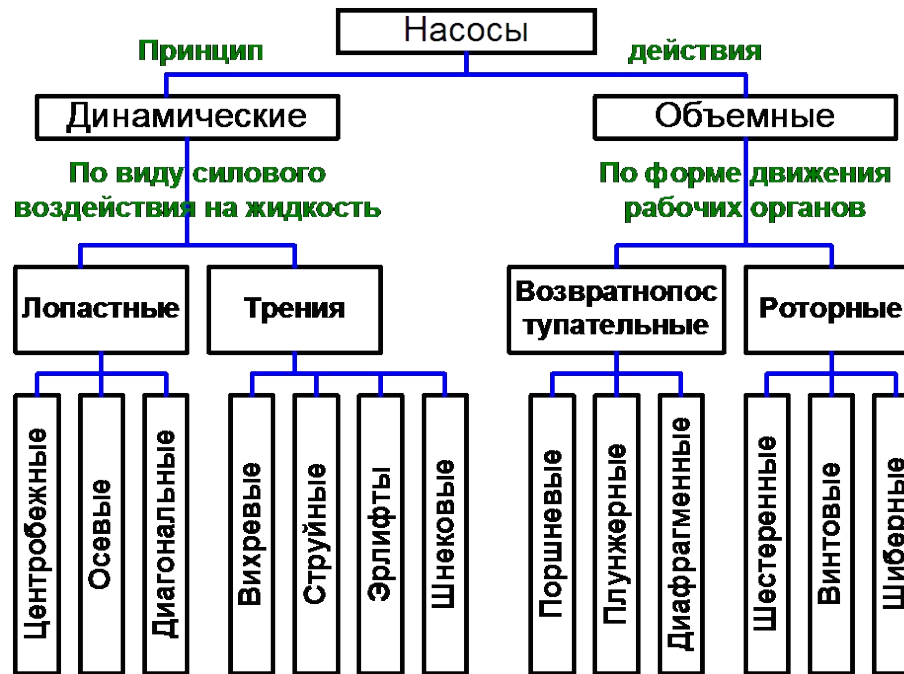 Насосы
Принцип действия
Динамические
Объемные
По виду силового
воздействия на жидкость
По форме движения
рабочих органов
Лопастные
Трения
Возвратнопос
тупательные
Роторные
Центробежные
Осевые
Диагональные
Вихревые
Струйные
Эрлифты
Шнековые
Поршневые
Плунжерные
Диафрагменные
Шестеренные
Винтовые
Шиберные